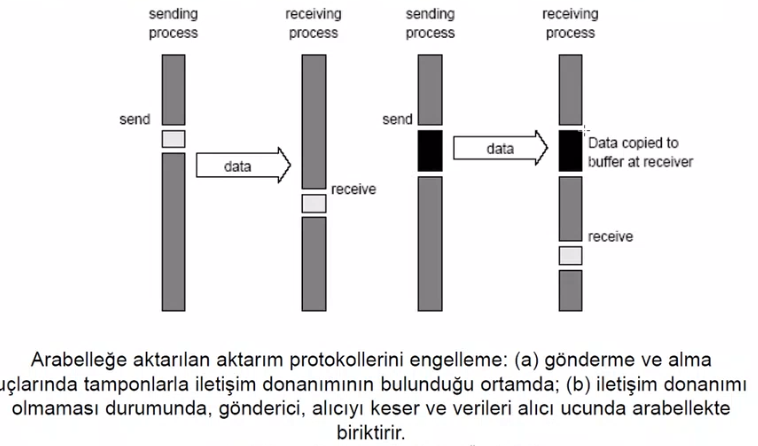 sending process
receiving process
sending process
receiving process
send
data
receive
send
data
Data copied to
buffer at receiver
receive
Arabelleğe aktarılan aktarım protokollerini engelleme: (a) gönderme ve alma
uçlarında tamponlarla iletişim donanımının bulunduğu ortamda; (b) iletişim donanımı
olmaması durumunda, gönderici, alıcıyı keser ve verileri alıcı ucunda arabellekte
biriktirir.